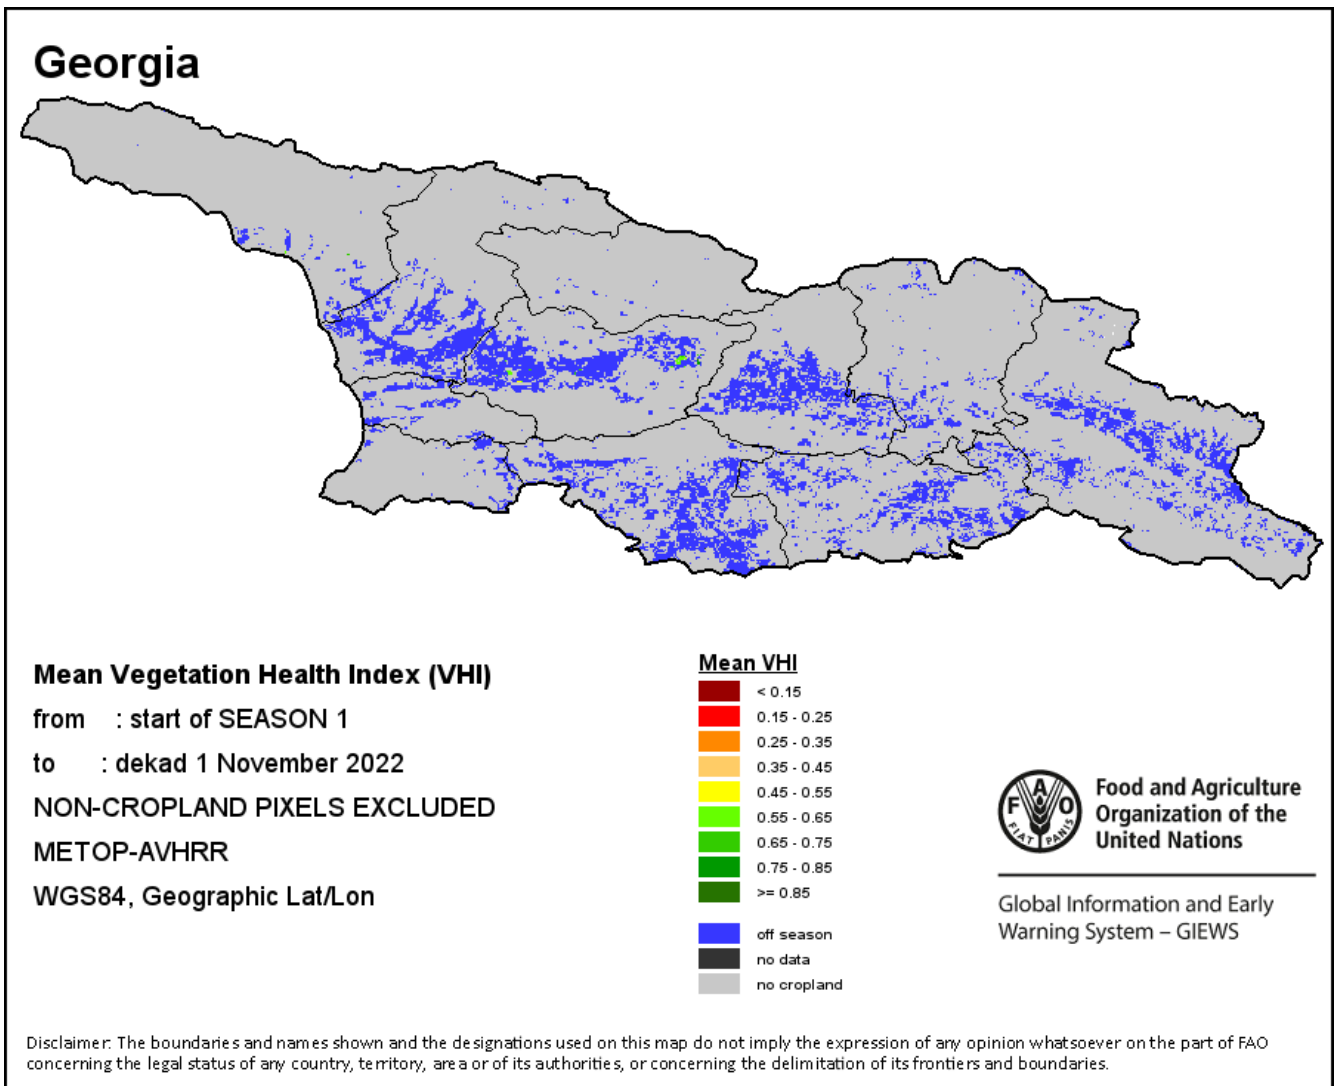 Georgia
Mean Vegetation Health Index (VHI)
from : start of SEASON 1
to : dekad 1 November 2022
NON-CROPLAND PIXELS EXCLUDED
METOP-AVHRR
WGS84, Geographic Lat/Lon
Mean VHI
< 0.15
0.15 - 0.25
0.25 - 0.35
0.35 - 0.45
0.45 - 0.55
0.55 - 0.65
0.65 - 0.75
0.75 - 0.85
>= 0.85
off season
no data
no cropland
F A O
FIAT PANIS
Food and Agriculture
Organization of the
United Nations
Global Information and Early
Warning System – GIEWS
Disclaimer: The boundaries and names shown and the designations used on this map do not imply the expression of any opinion whatsoever on the part of FAO
concerning the legal status of any country, territory, area or of its authorities, or concerning the delimitation of its frontiers and boundaries.